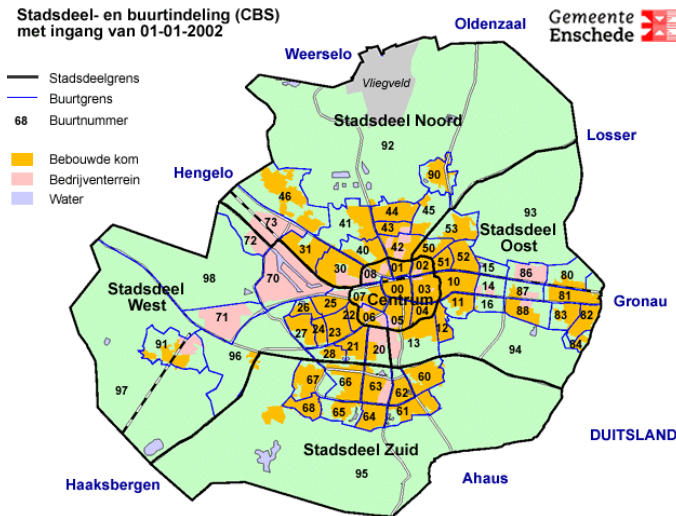 Stadsdeel- en buurtindeling (CBS)
met ingang van 01-01-2002
Gemeente
Enschede
Oldenzaal
Weerselo
Stadsdeelgrens
Buurtgrens
68 Buurtnummer
Bebouwde kom
Bedrijventerrein
Water
Vliegveld
Stadsdeel Noord
92
Losser
Hengelo
90
46
44
45
93
41
43
53
Stadsdeel
Oost
73
72
31
40
42
50
51
52
98
30
08
01
02
15
86
80
Stadsdeel
West
70
00
03
10
14
87
81
Gronau
07
Centrum
26
25
11
16
88
83
82
71
22
06
05
04
12
27
24
23
91
96
28
21
20
13
94
84
97
67
66
63
62
60
68
65
64
61
Stadsdeel Zuid
95
DUITSLAND
Haaksbergen
Ahaus